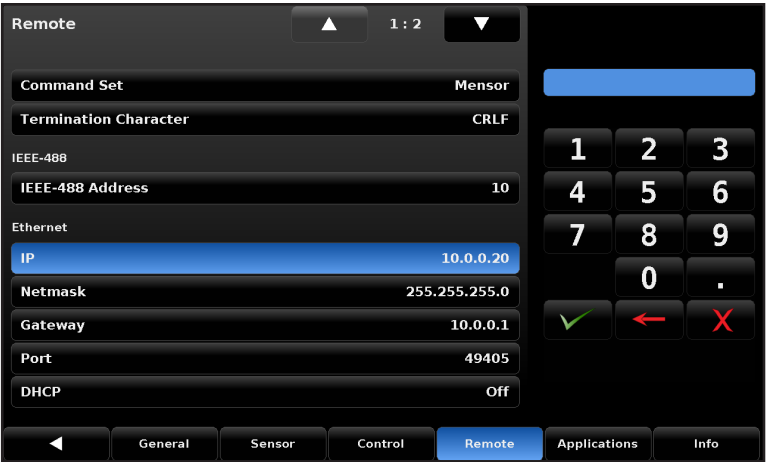 Remote
1 : 2
Command Set Mensor
Termination Character CRLF
IEEE-488
IEEE-488 Address 10
Ethernet
IP 10.0.0.20
Netmask 255.255.255.0
Gateway 10.0.0.1
Port 49405
DHCP Off
1 2 3
4 5 6
7 8 9
0 .
X
General Sensor Control Remote Applications Info